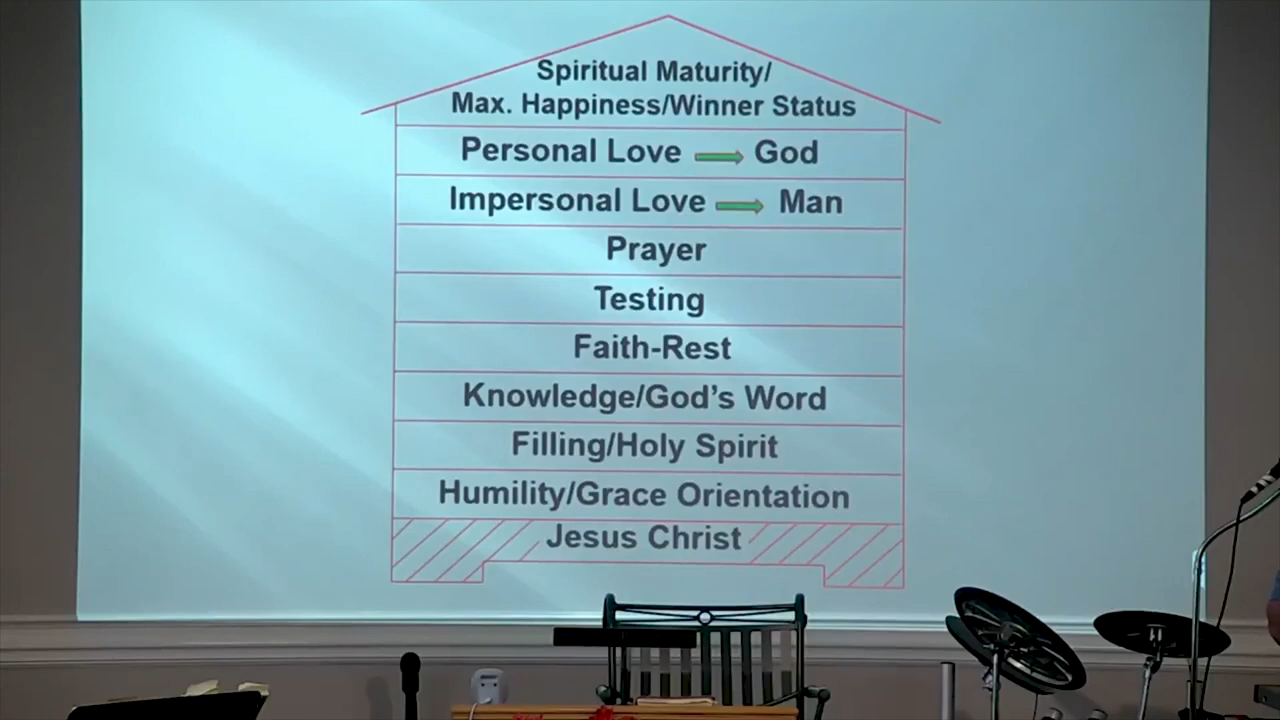 Spiritual Maturity/
Max. Happiness/Winner Status
Personal Love God
Impersonal Love Man
Prayer
Testing
Faith-Rest
Knowledge/God's Word
Filling/Holy Spirit
Humility/Grace Orientation
Jesus Christ